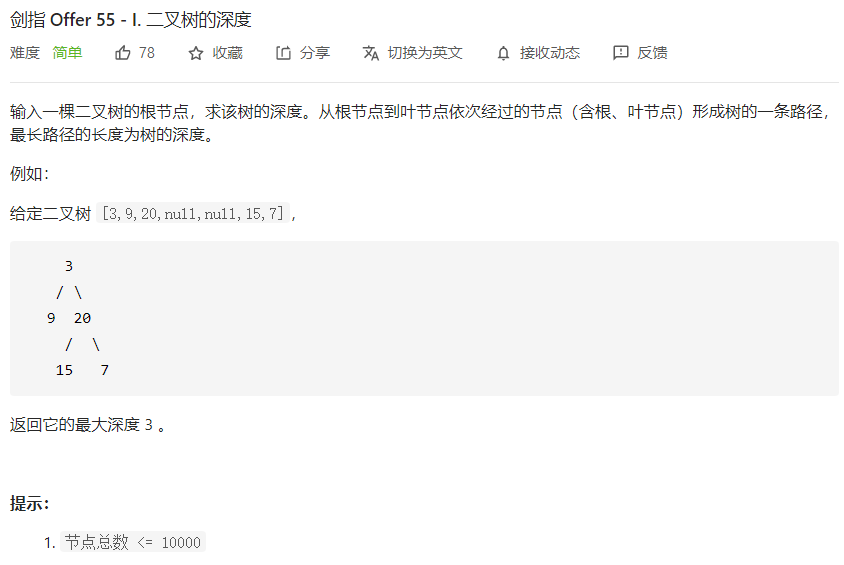 剑指 Offer 55 - I. 二叉树的深度
难度 简单 78 收藏 分享 切换为英文 接收动态 反馈
输入一棵二叉树的根节点，求该树的深度。从根节点到叶节点依次经过的节点（含根、叶节点）形成树的一条路径，
最长路径的长度为树的深度。
例如：
给定二叉树 [3,9,20,null,null,15,7]，
3
/ \
9 20
/ \
15 7
返回它的最大深度 3 。
提示：
1. 节点总数 <= 10000